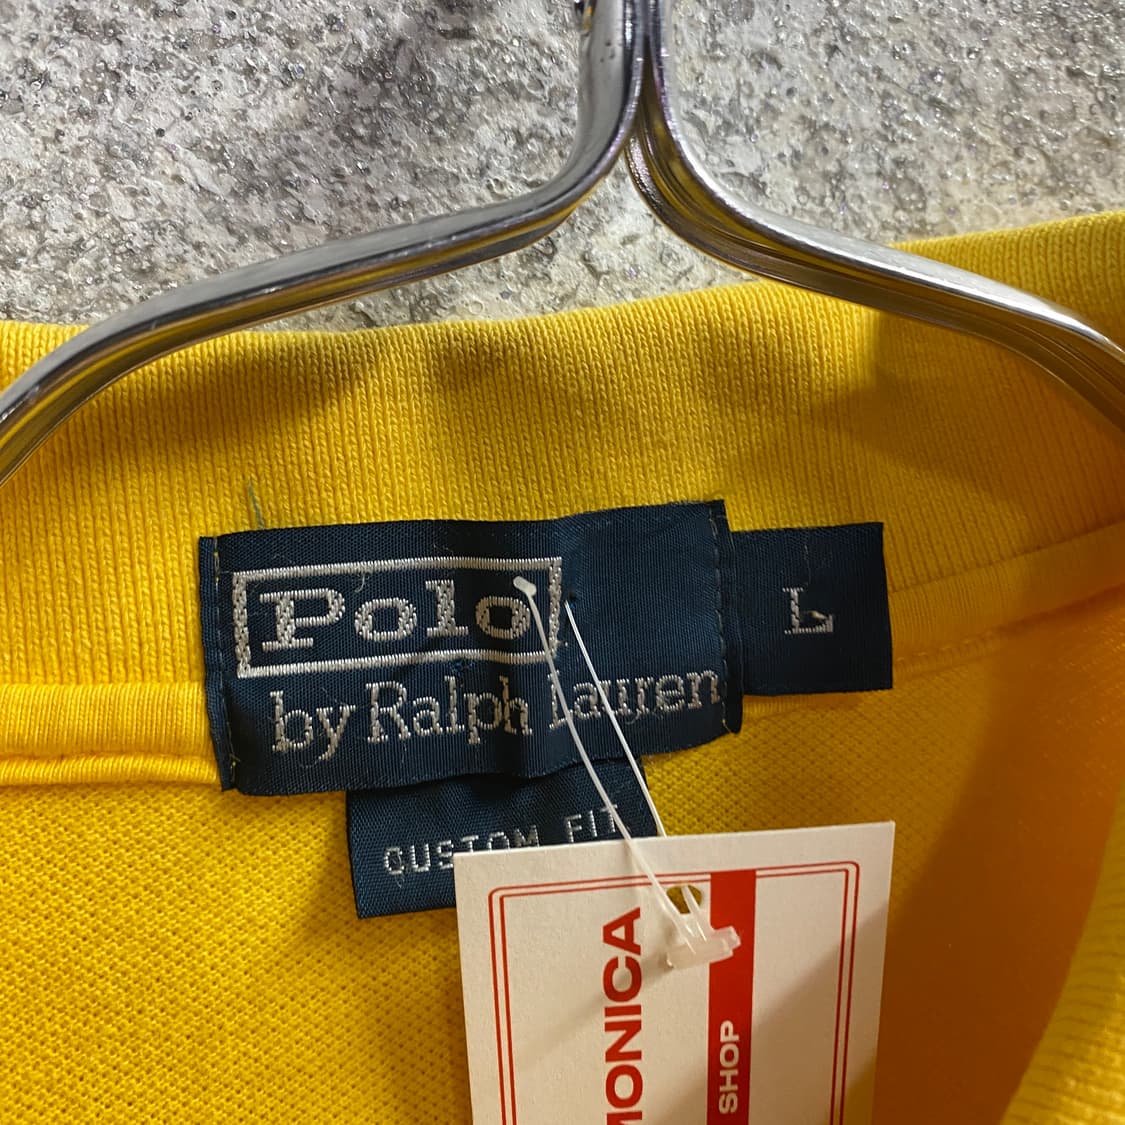 Polo
by Ralph Lauren
L
CUSTOM FIT
MONICA
SHOP